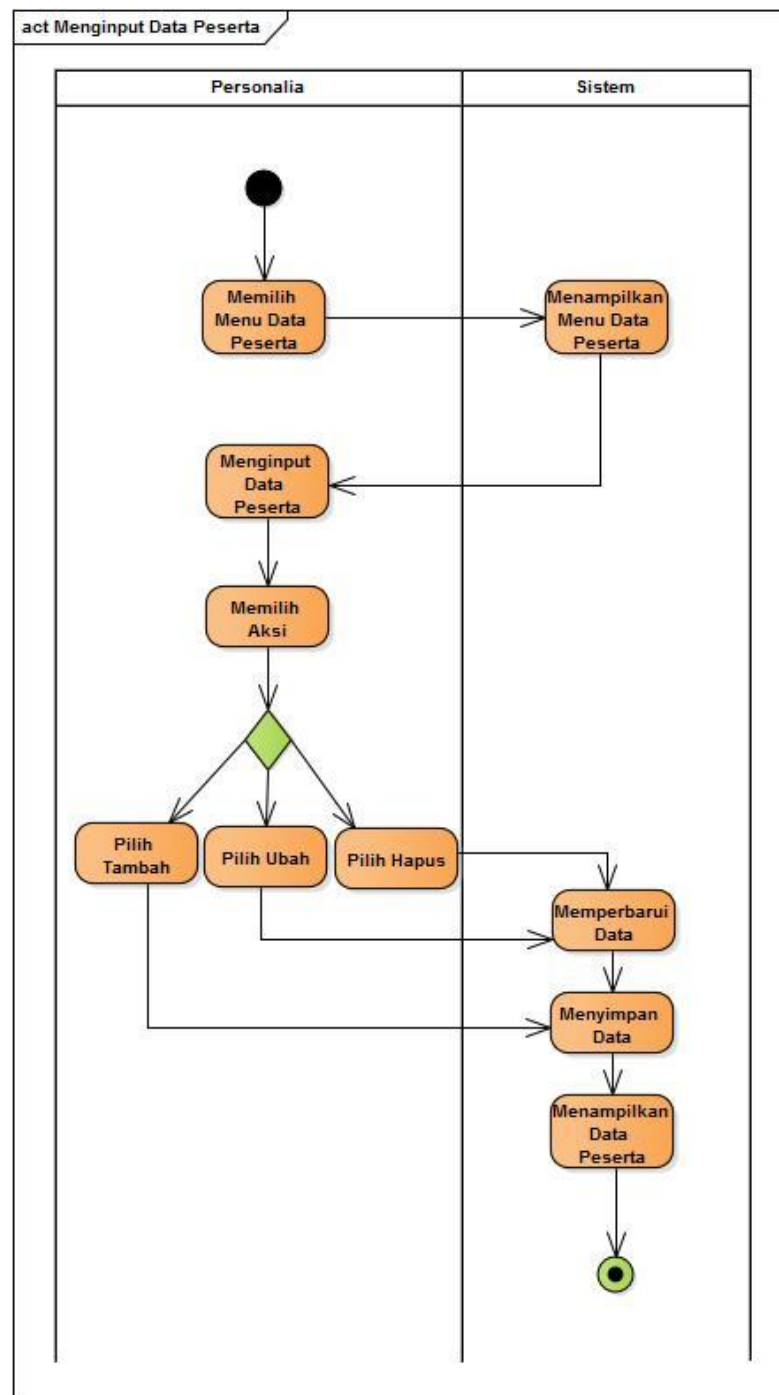 act Menginput Data Peserta
Personalia
Sistem
Memilih
Menu Data
Peserta
Menampilkan
Menu Data
Peserta
Menginput
Data
Peserta
Memilih
Aksi
Pilih
Tambah
Pilih Ubah
Pilih Hapus
Memperbarui
Data
Menyimpan
Data
Menampilkan
Data
Peserta